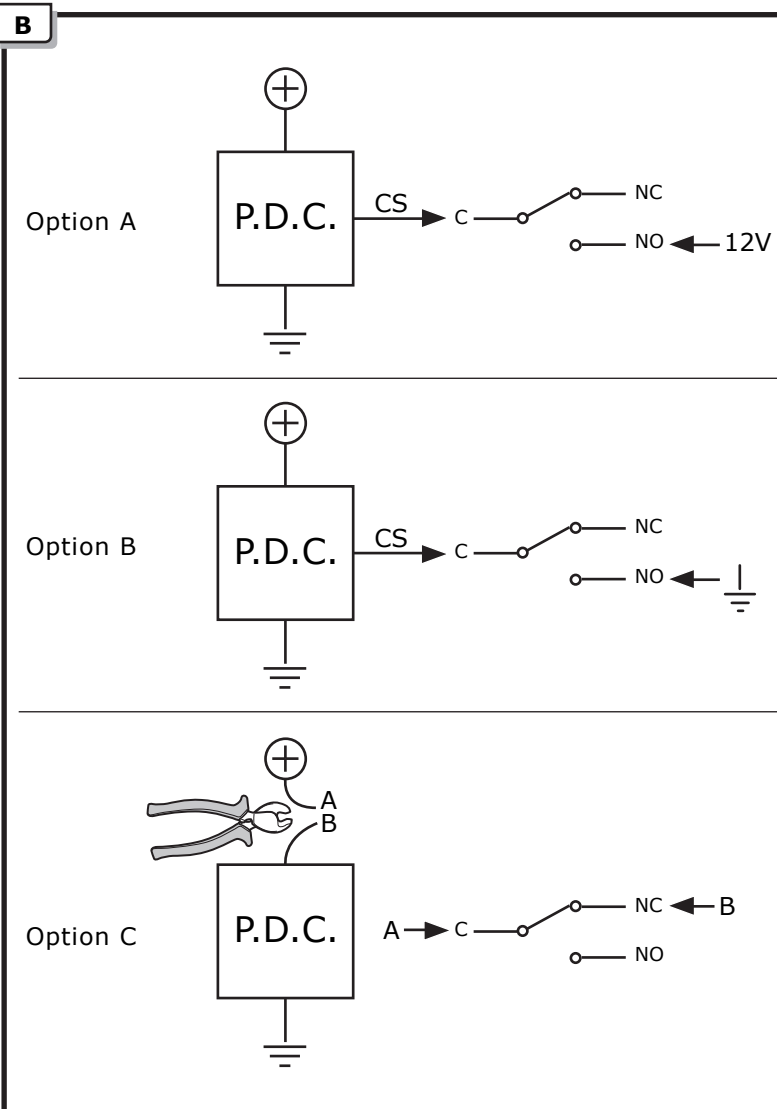 B
Option A
P.D.C.
CS
C
NC
NO
12V
Option B
P.D.C.
CS
C
NC
NO
A
B
Option C
P.D.C.
A
C
NC
B
NO